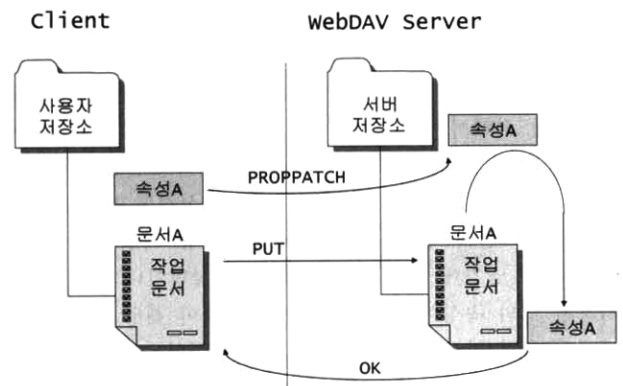 Client
WebDAV Server
사용자
저장소
서버
저장소
속성A
속성A
PROPPATCH
문서A
작업
문서
PUT
문서A
작업
문서
속성A
OK